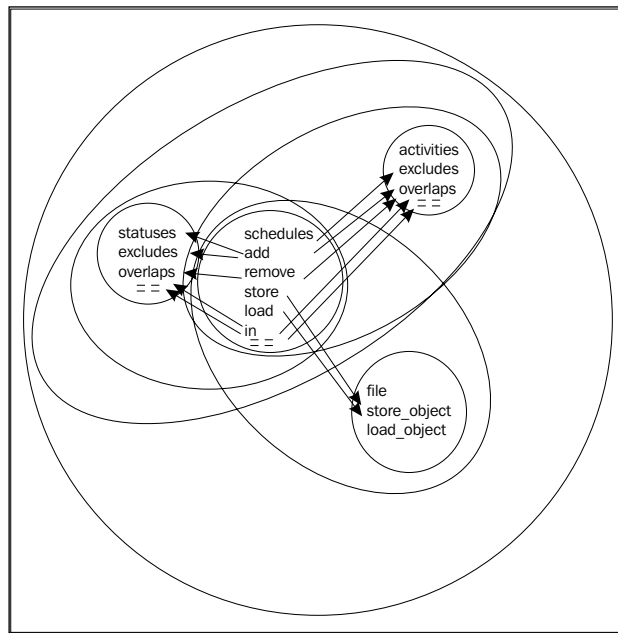 activities
excludes
overlaps
= =
statuses
excludes
overlaps
= =
schedules
add
remove
store
load
in
= =
file
store_object
load_object